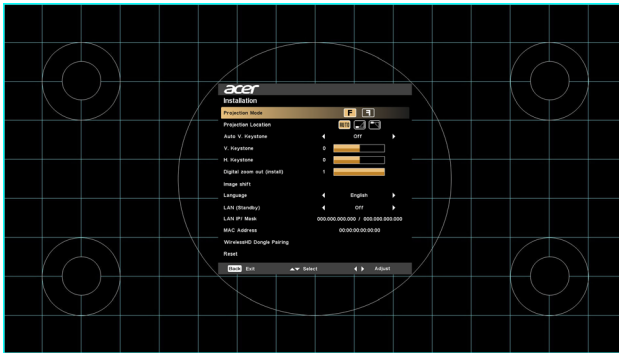 acer
Installation
Projection Mode F F
Projection Location AUTO
Auto V. Keystone Off
V. Keystone 0
H. Keystone 0
Digital zoom out (install) 1
Image shift
Language English
LAN (Standby) Off
LAN IP/ Mask 000.000.000.000 / 000.000.000.000
MAC Address 00:00:00:00:00:00
WirelessHD Dongle Pairing
Reset
Back Exit Select Adjust